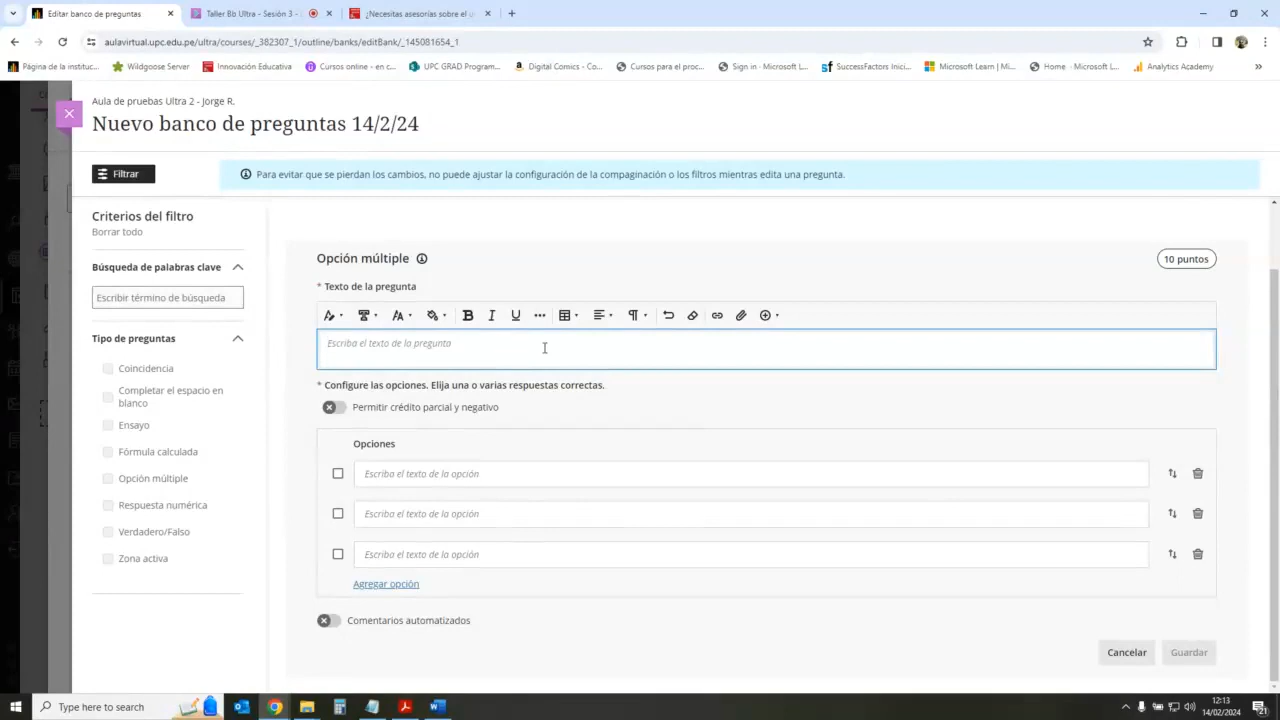 Editar banco de preguntas
Taller Bb Ultra - Sesión 3 -
¿Necesitas asesorías sobre el u
aulavirtual.upc.edu.pe/ultra/courses/_382307_1/outline/banks/editBank/_145081654_1
Página de la instituc...
Wildgoose Server
Innovación Educativa
Cursos online - en c...
UPC GRAD Program...
Digital Comics - Co...
Cursos para el proc...
Sign in · Microsoft L...
SuccessFactors Inici...
Microsoft Learn | Mi...
Home · Microsoft L...
Analytics Academy
Aula de pruebas Ultra 2 - Jorge R.
Nuevo banco de preguntas 14/2/24
Filtrar
Para evitar que se pierdan los cambios, no puede ajustar la configuración de la compaginación o los filtros mientras edita una pregunta.
Criterios del filtro
Borrar todo
Búsqueda de palabras clave
Escribir término de búsqueda
Tipo de preguntas
Coincidencia
Completar el espacio en
blanco
Ensayo
Fórmula calculada
Opción múltiple
Respuesta numérica
Verdadero/Falso
Zona activa
Opción múltiple
10 puntos
* Texto de la pregunta
Escriba el texto de la pregunta
* Configure las opciones. Elija una o varias respuestas correctas.
Permitir crédito parcial y negativo
Opciones
Escriba el texto de la opción
Escriba el texto de la opción
Escriba el texto de la opción
Agregar opción
Comentarios automatizados
Cancelar
Guardar
Type here to search
12:13
14/02/2024
21